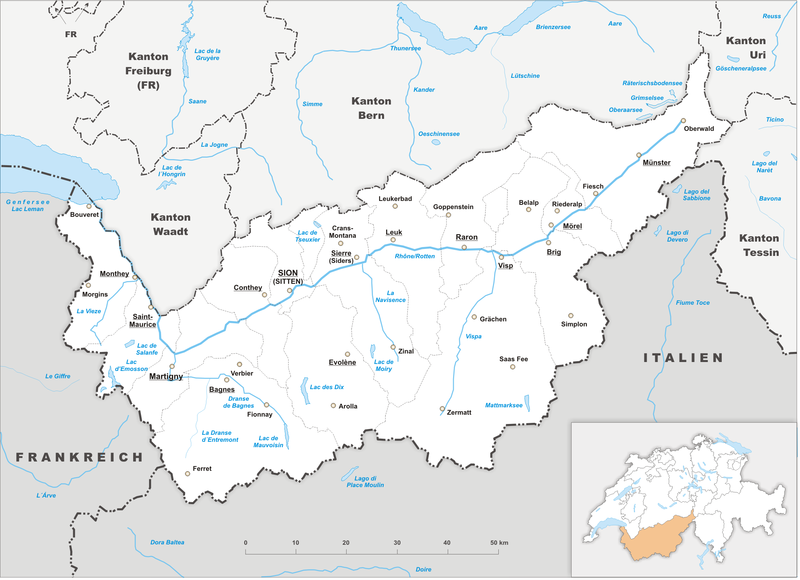 FR
Kanton
Freiburg
(FR)
Lac de la
Gruyère
Saane
La Jogne
Lac de
l'Hongrin
Genfersee
Lac Leman
Kanton
Waadt
Kanton
Bern
Thunersee
Simme
Kander
Oeschinensee
Aare
Brienzersee
Aare
Lütschine
Reuss
Kanton
Uri
Göscheneralpsee
Räterischsbodensee
Grimselsee
Oberaarsee
Ticino
Oberwald
Münster
Lago del
Narèt
Bavona
Lago del
Sabbione
Lago di
Devero
Kanton
Tessin
Fiume Toce
ITALIEN
Fiesch
Riederalp
Belalp
Mörel
Brig
Goppenstein
Raron
Visp
Leukerbad
Leuk
Rhône/Rotten
Crans-
Montana
Lac de
Tseuzier
Sierre
(Siders)
SION
(SITTEN)
Conthey
Bouveret
Monthey
Morgins
La Vieze
Saint-
Maurice
Lac de
Salanfe
Lac
d'Emosson
Martigny
Verbier
Bagnes
Dranse
de Bagnes
Fionnay
La Dranse
d´Entremont
Lac de
Mauvoisin
Ferret
Evolène
Lac des Dix
Arolla
La
Navisence
Zinal
Lac de
Moiry
Grächen
Vispa
Simplon
Saas Fee
Zermatt
Mattmarksee
Le Giffre
FRANKREICH
L´Árve
Lago di
Place Moulin
Dora Baltea
Doire
0 10 20 30 40 50 km